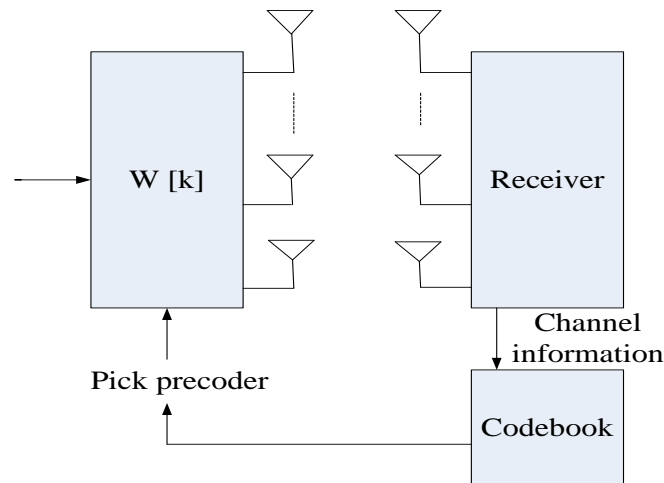 W [k]
Receiver
Channel
information
Pick precoder
Codebook